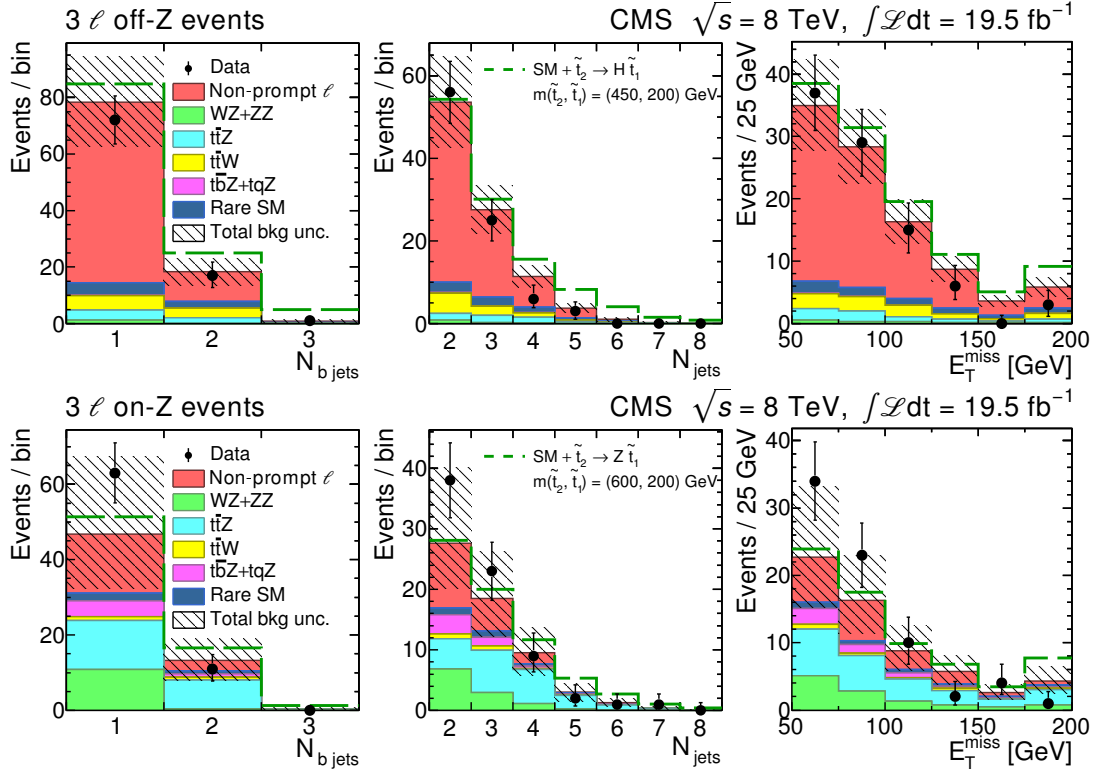 3 ℓ off-Z events
CMS √s = 8 TeV, ∫ℒdt = 19.5 fb⁻¹
Events / bin
80
60
40
20
0
Data
Non-prompt ℓ
WZ+ZZ
tt̄Z
tt̄W
tb̄Z+tqZ
Rare SM
Total bkg unc.
1 2 3
N_b jets
Events / bin
60
40
20
0
SM + t̃₂ → H t̃₁
m(t̃₂, t̃₁) = (450, 200) GeV
2 3 4 5 6 7 8
N_jets
Events / 25 GeV
40
30
20
10
0
50 100 150 200
E_T^miss [GeV]
3 ℓ on-Z events
CMS √s = 8 TeV, ∫ℒdt = 19.5 fb⁻¹
Events / bin
60
40
20
0
Data
Non-prompt ℓ
WZ+ZZ
tt̄Z
tt̄W
tb̄Z+tqZ
Rare SM
Total bkg unc.
1 2 3
N_b jets
Events / bin
40
30
20
10
0
SM + t̃₂ → Z t̃₁
m(t̃₂, t̃₁) = (600, 200) GeV
2 3 4 5 6 7 8
N_jets
Events / 25 GeV
40
30
20
10
0
50 100 150 200
E_T^miss [GeV]